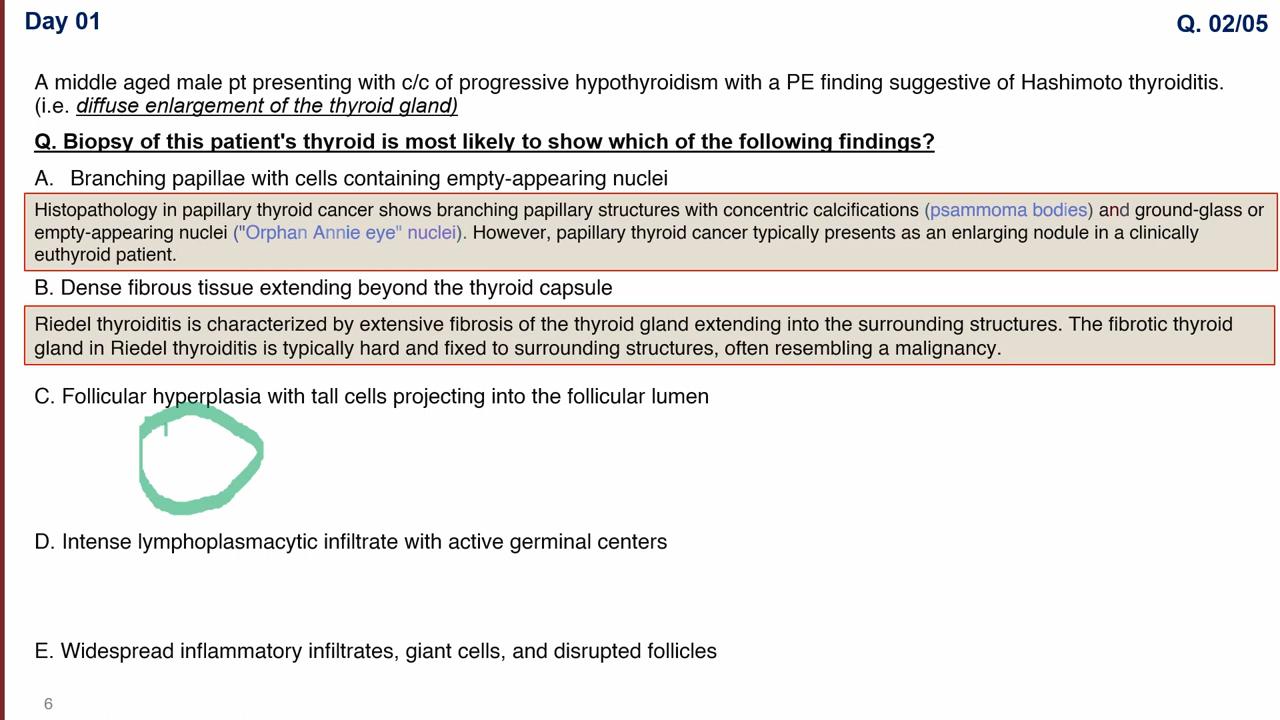 Day 01
Q. 02/05
A middle aged male pt presenting with c/c of progressive hypothyroidism with a PE finding suggestive of Hashimoto thyroiditis.
(i.e. diffuse enlargement of the thyroid gland)
Q. Biopsy of this patient's thyroid is most likely to show which of the following findings?
A. Branching papillae with cells containing empty-appearing nuclei
Histopathology in papillary thyroid cancer shows branching papillary structures with concentric calcifications (psammoma bodies) and ground-glass or
empty-appearing nuclei ("Orphan Annie eye" nuclei). However, papillary thyroid cancer typically presents as an enlarging nodule in a clinically
euthyroid patient.
B. Dense fibrous tissue extending beyond the thyroid capsule
Riedel thyroiditis is characterized by extensive fibrosis of the thyroid gland extending into the surrounding structures. The fibrotic thyroid
gland in Riedel thyroiditis is typically hard and fixed to surrounding structures, often resembling a malignancy.
C. Follicular hyperplasia with tall cells projecting into the follicular lumen
D. Intense lymphoplasmacytic infiltrate with active germinal centers
E. Widespread inflammatory infiltrates, giant cells, and disrupted follicles
6